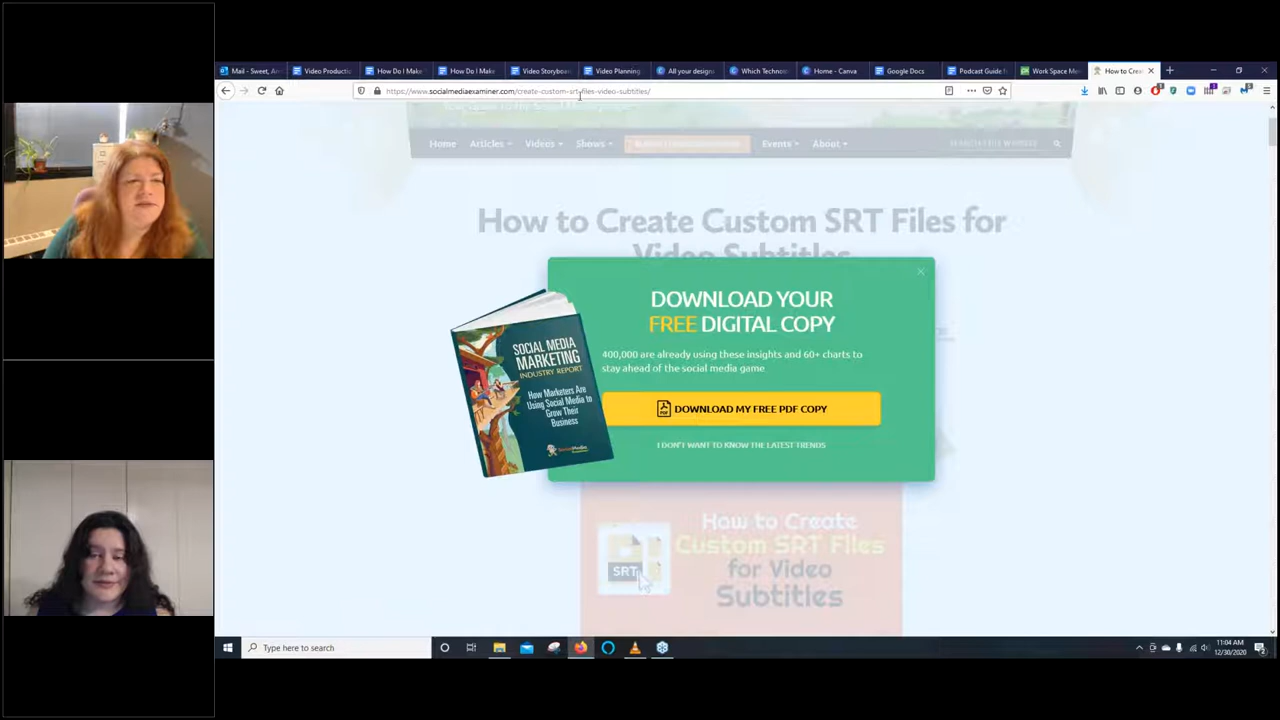 Mail - Sweet, An
Video Producti
How Do I Make
How Do I Make
Video Storyboa
Video Planning
All your design
Which Technol
Home - Canva
Google Docs
Podcast Guide
Work Space Me
How to Creat
https://www.socialmediaexaminer.com/create-custom-srt-files-video-subtitles/
Home Articles Videos Shows Events About
How to Create Custom SRT Files for
Video Subtitles
DOWNLOAD YOUR
FREE DIGITAL COPY
400,000 are already using these insights and 60+ charts to
stay ahead of the social media game
DOWNLOAD MY FREE PDF COPY
I DON'T WANT TO KNOW THE LATEST TRENDS
SOCIAL MEDIA
MARKETING
INDUSTRY REPORT
How Marketers Are
Using Social Media to
Grow Their
Business
SRT
How to Create
Custom SRT Files
for Video
Subtitles
Type here to search
11:04 AM
12/30/2020